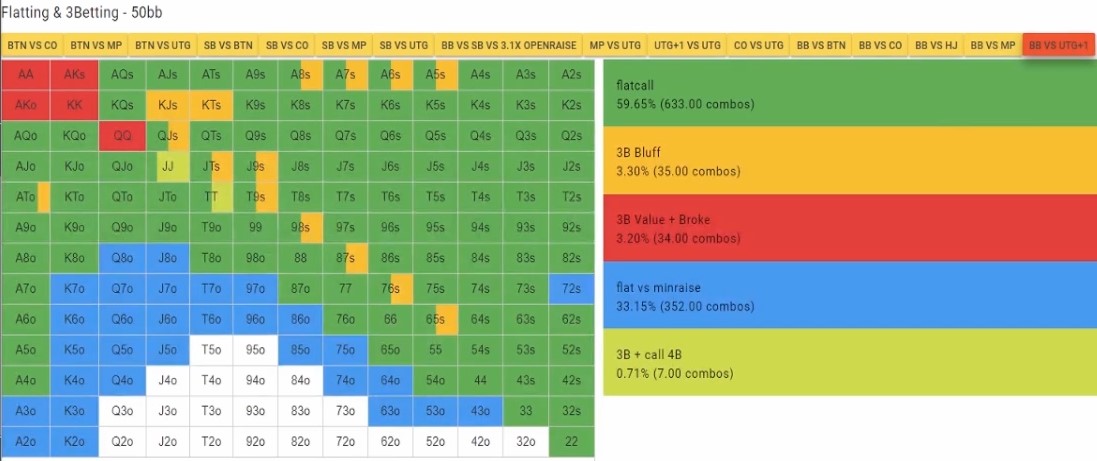 Flatting & 3Betting - 50bb
BTN VS CO BTN VS MP BTN VS UTG SB VS BTN SB VS CO SB VS MP SB VS UTG BB VS SB VS 3.1X OPENRAISE MP VS UTG UTG+1 VS UTG CO VS UTG BB VS BTN BB VS CO BB VS HJ BB VS MP BB VS UTG+1
AA AKs AQs AJs ATs A9s A8s A7s A6s A5s A4s A3s A2s
AKo KK KQs KJs KTs K9s K8s K7s K6s K5s K4s K3s K2s
AQo KQo QQ QJs QTs Q9s Q8s Q7s Q6s Q5s Q4s Q3s Q2s
AJo KJo QJo JJ JTs J9s J8s J7s J6s J5s J4s J3s J2s
ATo KTo QTo JTo TT T9s T8s T7s T6s T5s T4s T3s T2s
A9o K9o Q9o J9o T9o 99 98s 97s 96s 95s 94s 93s 92s
A8o K8o Q8o J8o T8o 98o 88 87s 86s 85s 84s 83s 82s
A7o K7o Q7o J7o T7o 97o 87o 77 76s 75s 74s 73s 72s
A6o K6o Q6o J6o T6o 96o 86o 76o 66 65s 64s 63s 62s
A5o K5o Q5o J5o T5o 95o 85o 75o 65o 55 54s 53s 52s
A4o K4o Q4o J4o T4o 94o 84o 74o 64o 54o 44 43s 42s
A3o K3o Q3o J3o T3o 93o 83o 73o 63o 53o 43o 33 32s
A2o K2o Q2o J2o T2o 92o 82o 72o 62o 52o 42o 32o 22
flatcall
59.65% (633.00 combos)
3B Bluff
3.30% (35.00 combos)
3B Value + Broke
3.20% (34.00 combos)
flat vs minraise
33.15% (352.00 combos)
3B + call 4B
0.71% (7.00 combos)